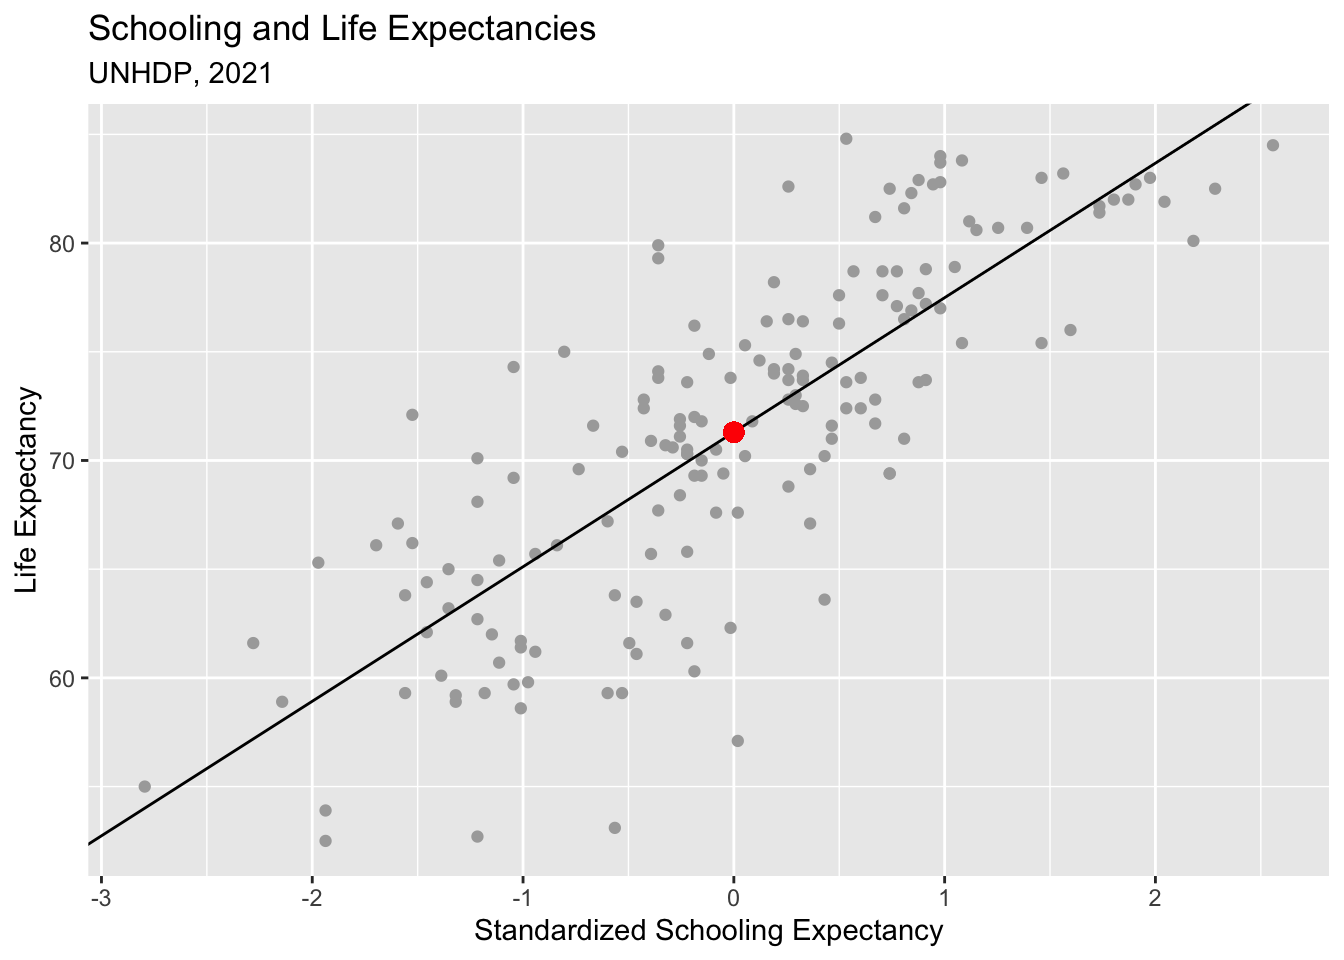 Schooling and Life Expectancies
UNHDP, 2021
Life Expectancy
80
70
60
-3
-2
-1
0
1
2
Standardized Schooling Expectancy